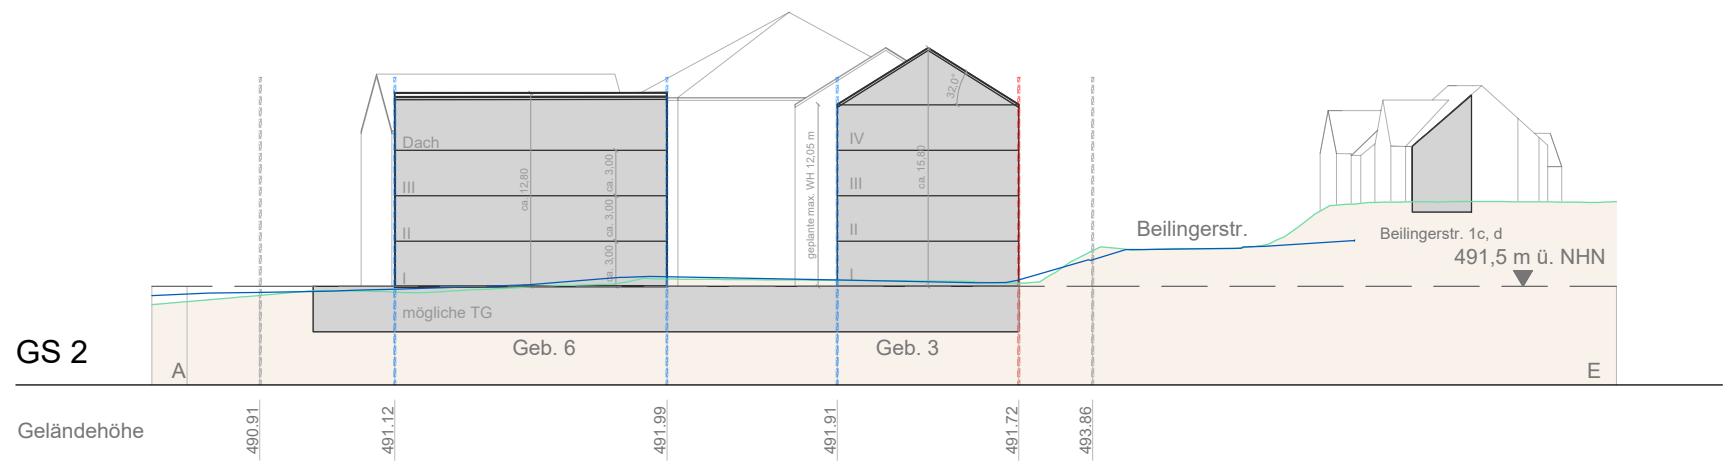 32,0°
Dach
IV
geplante max. WH 12,05 m
ca. 15,80
ca. 12,80
ca. 3,00
III
III
ca. 3,00
II
II
Beilingerstr.
Beilingerstr. 1c, d
491,5 m ü. NHN
ca. 3,00
I
I
mögliche TG
GS 2
Geb. 6
Geb. 3
A
E
Geländehöhe
490.91
491.12
491.99
491.91
491.72
493.86